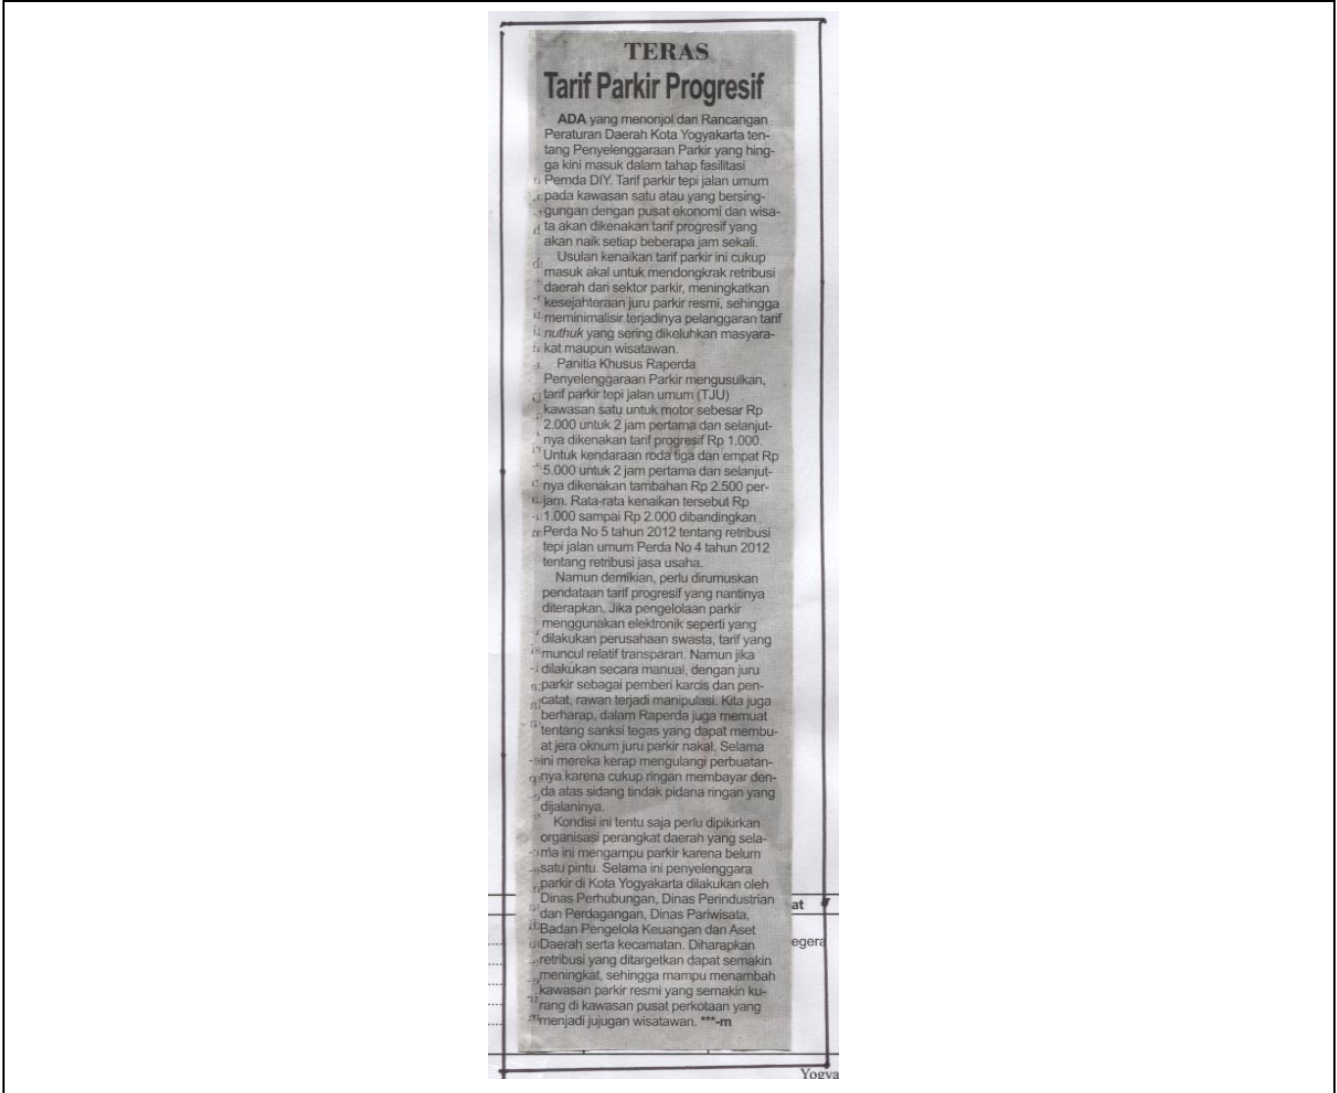 TERAS
Tarif Parkir Progresif
ADA yang menonjol dari Rancangan
Peraturan Daerah Kota Yogyakarta ten-
tang Penyelenggaraan Parkir yang hing-
ga kini masuk dalam tahap fasilitasi
Pemda DIY. Tarif parkir tepi jalan umum
pada kawasan satu atau yang bersing-
gungan dengan pusat ekonomi dan wisa-
ta akan dikenakan tarif progresif yang
akan naik setiap beberapa jam sekali.
Usulan kenaikan tarif parkir ini cukup
masuk akal untuk mendongkrak retribusi
daerah dari sektor parkir, meningkatkan
kesejahteraan juru parkir resmi, sehingga
meminimalisir terjadinya pelanggaran tarif
nuthuk yang sering dikeluhkan masyara-
kat maupun wisatawan.
Panitia Khusus Raperda
Penyelenggaraan Parkir mengusulkan,
tarif parkir tepi jalan umum (TJU)
kawasan satu untuk motor sebesar Rp
2.000 untuk 2 jam pertama dan selanjut-
nya dikenakan tarif progresif Rp 1.000.
Untuk kendaraan roda tiga dan empat Rp
5.000 untuk 2 jam pertama dan selanjut-
nya dikenakan tambahan Rp 2.500 per-
jam. Rata-rata kenaikan tersebut Rp
1.000 sampai Rp 2.000 dibandingkan
Perda No 5 tahun 2012 tentang retribusi
tepi jalan umum Perda No 4 tahun 2012
tentang retribusi jasa usaha.
Namun demikian, perlu dirumuskan
pendataan tarif progresif yang nantinya
diterapkan. Jika pengelolaan parkir
menggunakan elektronik seperti yang
dilakukan perusahaan swasta, tarif yang
muncul relatif transparan. Namun jika
dilakukan secara manual, dengan juru
parkir sebagai pemberi karcis dan pen-
catat, rawan terjadi manipulasi. Kita juga
berharap, dalam Raperda juga memuat
tentang sanksi tegas yang dapat membu-
at jera oknum juru parkir nakal. Selama
ini mereka kerap mengulangi perbuatan-
nya karena cukup ringan membayar den-
da atas sidang tindak pidana ringan yang
dijalaninya.
Kondisi ini tentu saja perlu dipikirkan
organisasi perangkat daerah yang sela-
ma ini mengampu parkir karena belum
satu pintu. Selama ini penyelenggara
parkir di Kota Yogyakarta dilakukan oleh
Dinas Perhubungan, Dinas Perindustrian
dan Perdagangan, Dinas Pariwisata,
Badan Pengelola Keuangan dan Aset
Daerah serta kecamatan. Diharapkan
retribusi yang ditargetkan dapat semakin
meningkat, sehingga mampu menambah
kawasan parkir resmi yang semakin ku-
rang di kawasan pusat perkotaan yang
menjadi jujugan wisatawan. ***-m
at
egera
Yogya